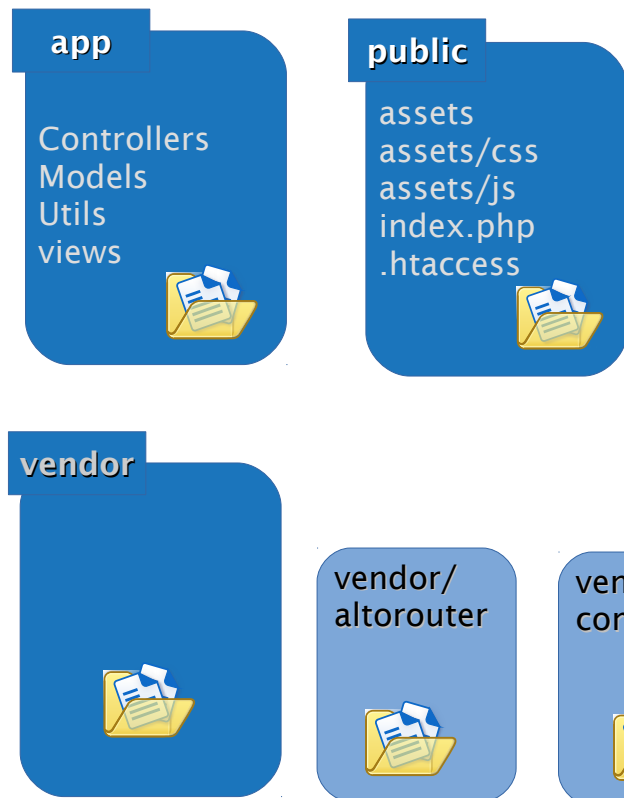 app
Controllers
Models
Utils
views
public
assets
assets/css
assets/js
index.php
.htaccess
vendor
vendor/
altorouter